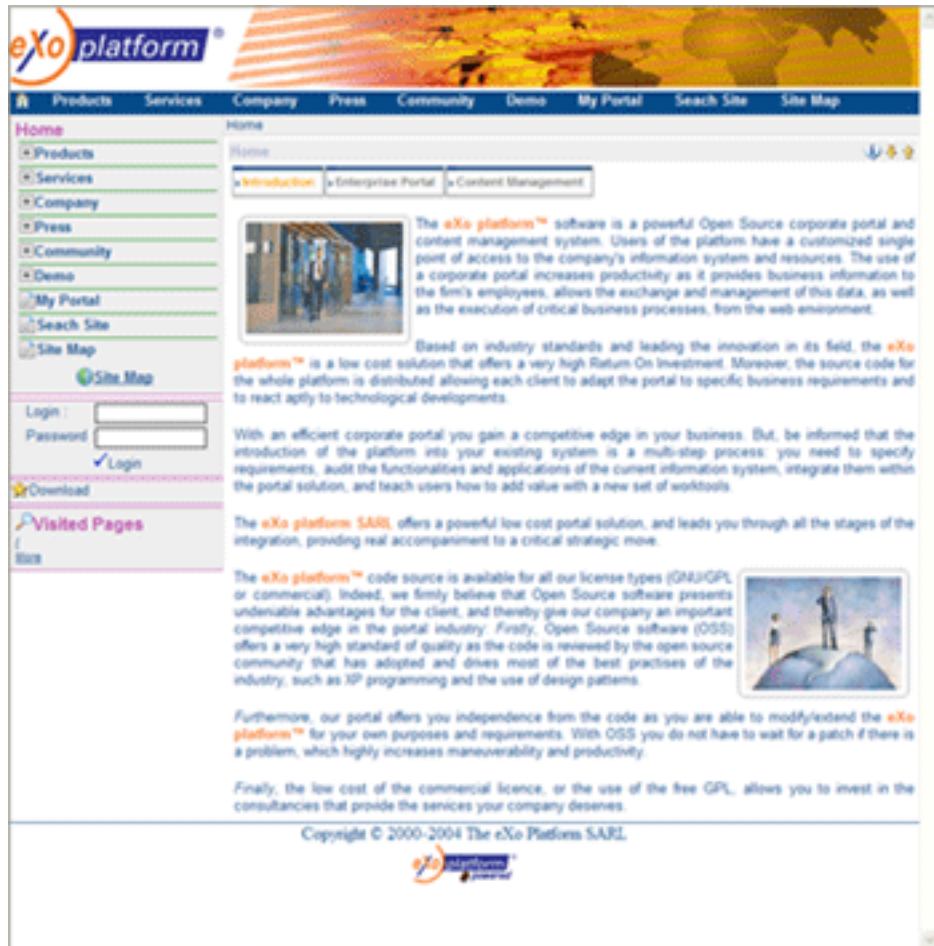 eXo platform ®
Products Services Company Press Community Demo My Portal Seach Site Site Map
Home
Products
Services
Company
Press
Community
Demo
My Portal
Seach Site
Site Map
Site Map
Login :
Password
Login
Download
Visited Pages
/
More
Home
Home
Introduction Enterprise Portal Content Management
The eXo platform™ software is a powerful Open Source corporate portal and
content management system. Users of the platform have a customized single
point of access to the company's information system and resources. The use of
a corporate portal increases productivity as it provides business information to
the firm's employees, allows the exchange and management of this data, as well
as the execution of critical business processes, from the web environment.
Based on industry standards and leading the innovation in its field, the eXo
platform™ is a low cost solution that offers a very high Return On Investment. Moreover, the source code for
the whole platform is distributed allowing each client to adapt the portal to specific business requirements and
to react aptly to technological developments.
With an efficient corporate portal you gain a competitive edge in your business. But, be informed that the
introduction of the platform into your existing system is a multi-step process: you need to specify
requirements, audit the functionalities and applications of the current information system, integrate them within
the portal solution, and teach users how to add value with a new set of worktools.
The eXo platform SARL offers a powerful low cost portal solution, and leads you through all the stages of the
integration, providing real accompaniment to a critical strategic move.
The eXo platform™ code source is available for all our license types (GNU/GPL
or commercial). Indeed, we firmly believe that Open Source software presents
undeniable advantages for the client, and thereby give our company an important
competitive edge in the portal industry: Firstly, Open Source software (OSS)
offers a very high standard of quality as the code is reviewed by the open source
community that has adopted and drives most of the best practises of the
industry, such as XP programming and the use of design patterns.
Furthermore, our portal offers you independence from the code as you are able to modify/extend the eXo
platform™ for your own purposes and requirements. With OSS you do not have to wait for a patch if there is
a problem, which highly increases maneuverability and productivity.
Finally, the low cost of the commercial licence, or the use of the free GPL, allows you to invest in the
consultancies that provide the services your company deserves.
Copyright © 2000-2004 The eXo Platform SARL
eXo platform
powered